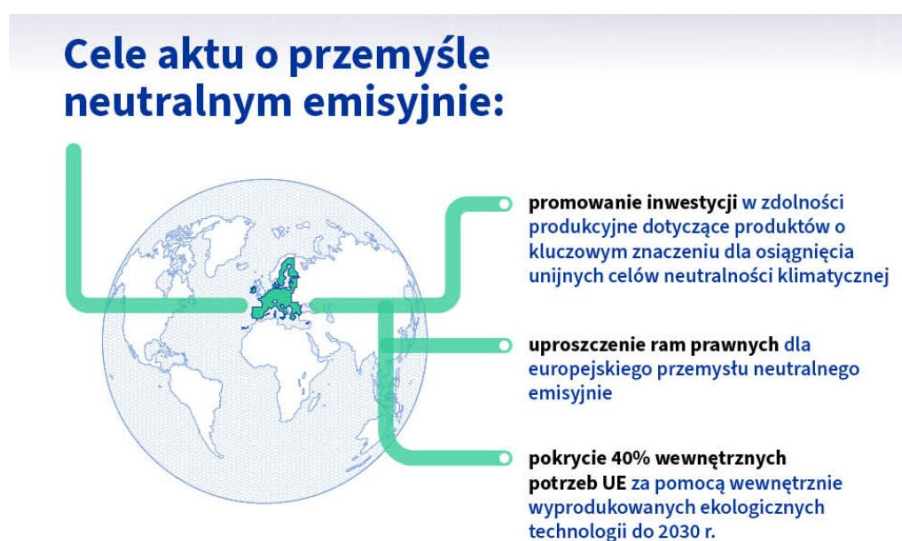 Cele aktu o przemyśle
neutralnym emisyjnie:
promowanie inwestycji w zdolności
produkcyjne dotyczące produktów o
kluczowym znaczeniu dla osiągnięcia
unijnych celów neutralności klimatycznej
uproszczenie ram prawnych dla
europejskiego przemysłu neutralnego
emisyjnie
pokrycie 40% wewnętrznych
potrzeb UE za pomocą wewnętrznie
wyprodukowanych ekologicznych
technologii do 2030 r.